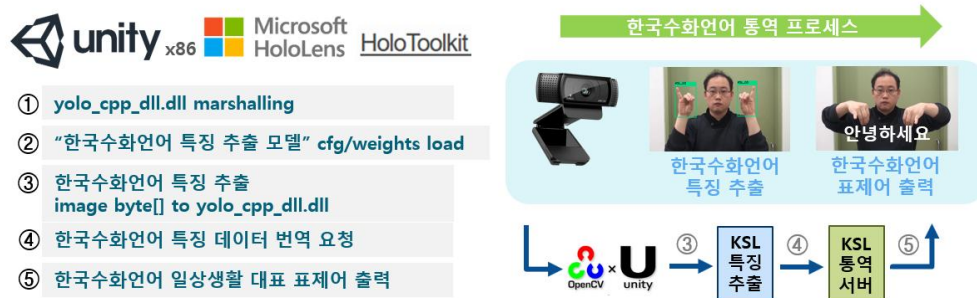 unity x86 Microsoft HoloLens HoloToolkit
① yolo_cpp_dll.dll marshalling
② “한국수화언어 특징 추출 모델” cfg/weights load
③ 한국수화언어 특징 추출
image byte[] to yolo_cpp_dll.dll
④ 한국수화언어 특징 데이터 번역 요청
⑤ 한국수화언어 일상생활 대표 표제어 출력
한국수화언어 통역 프로세스
안녕하세요
한국수화언어
특징 추출
한국수화언어
표제어 출력
OpenCV × unity
③
KSL
특징
추출
④
KSL
통역
서버
⑤